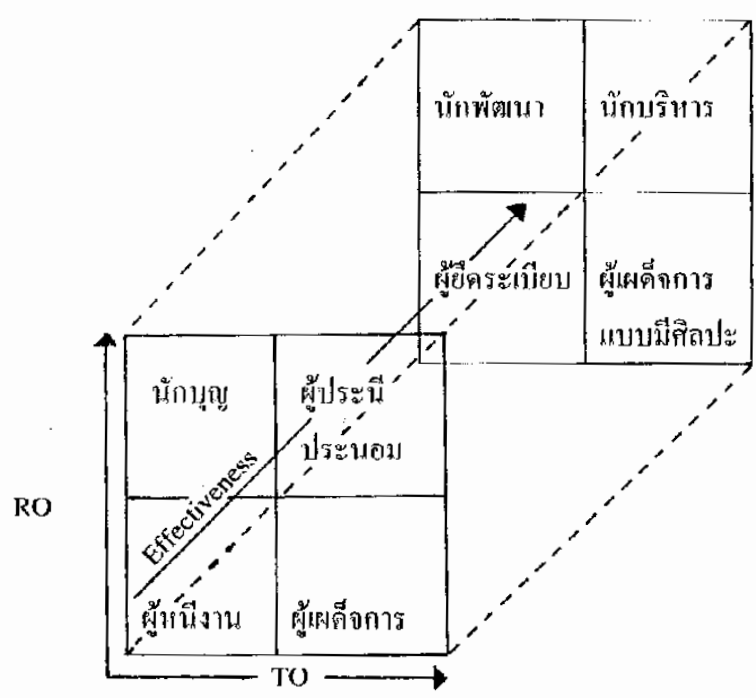 นักพัฒนา นักบริหาร
ผู้ยึดระเบียบ ผู้เผด็จการ
แบบมีศิลปะ
นักบุญ ผู้ประนี
ประนอม
Effectiveness
RO
ผู้หนีงาน ผู้เผด็จการ
TO